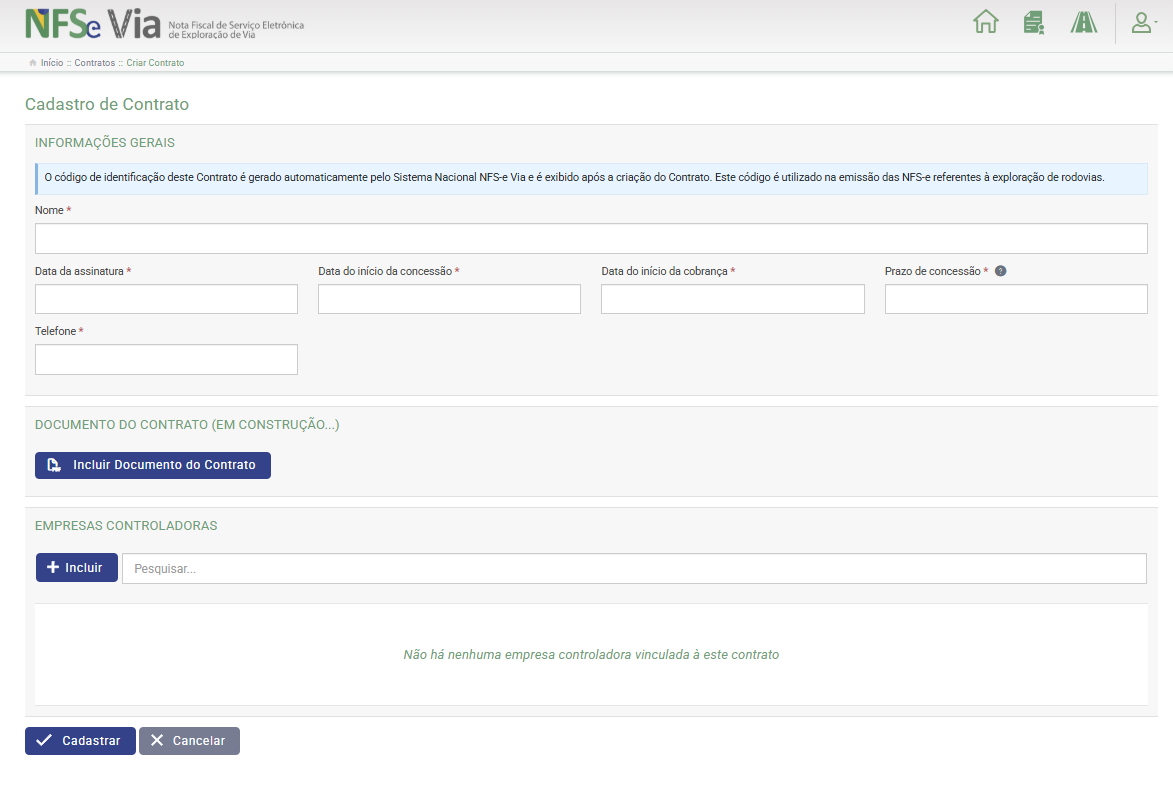 NFSe Via Nota Fiscal de Serviço Eletrônica
de Exploração de Via
Início :: Contratos :: Criar Contrato
Cadastro de Contrato
INFORMAÇÕES GERAIS
O código de identificação deste Contrato é gerado automaticamente pelo Sistema Nacional NFS-e Via e é exibido após a criação do Contrato. Este código é utilizado na emissão das NFS-e referentes à exploração de rodovias.
Nome *
Data da assinatura * Data do início da concessão * Data do início da cobrança * Prazo de concessão * ?
Telefone *
DOCUMENTO DO CONTRATO (EM CONSTRUÇÃO...)
Incluir Documento do Contrato
EMPRESAS CONTROLADORAS
Incluir Pesquisar...
Não há nenhuma empresa controladora vinculada à este contrato
Cadastrar Cancelar